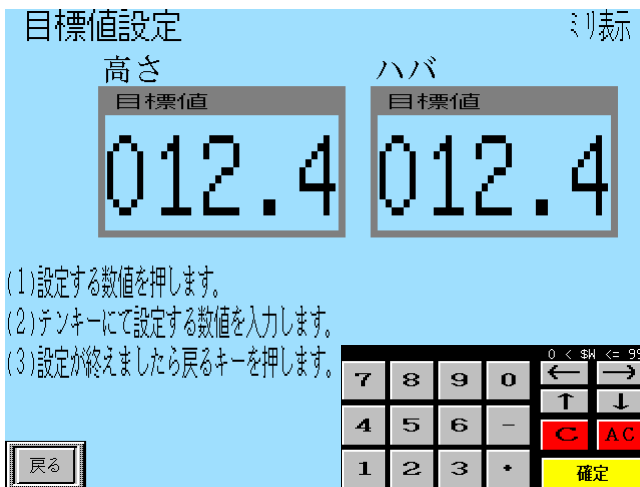 目標値設定
ミリ表示
高さ
ハバ
目標値
目標値
012.4
012.4
(1)設定する数値を押します。
(2)テンキーにて設定する数値を入力します。
(3)設定が終えましたら戻るキーを押します。
0 < $W <= 99
7 8 9 0 ← →
↑ ↓
4 5 6 - C AC
1 2 3 ・ 確定
戻る